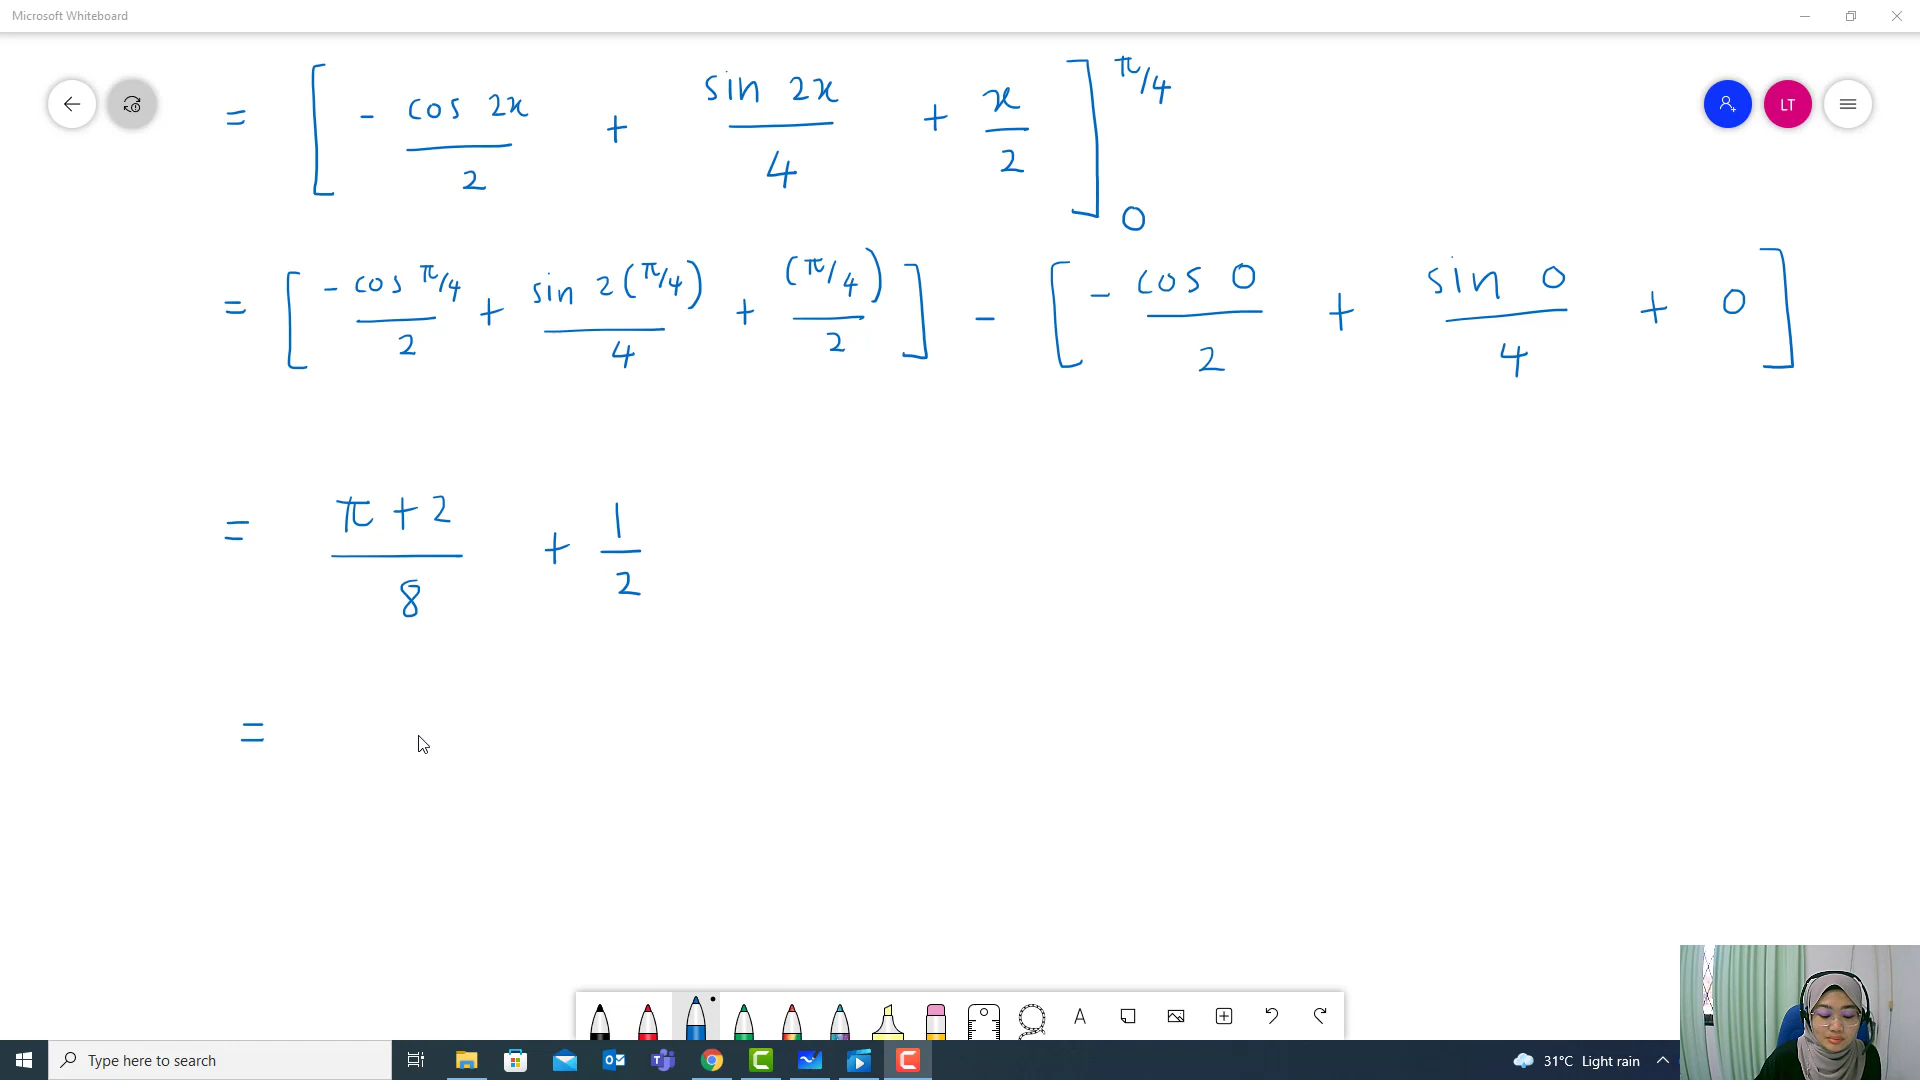 Microsoft Whiteboard
= [ - cos 2x / 2 + sin 2x / 4 + x / 2 ] π/4 0
LT
= [ - cos π/4 / 2 + sin 2(π/4) / 4 + (π/4) / 2 ] - [ - cos 0 / 2 + sin 0 / 4 + 0 ]
= π + 2 / 8 + 1 / 2
=
A
Type here to search
31°C Light rain